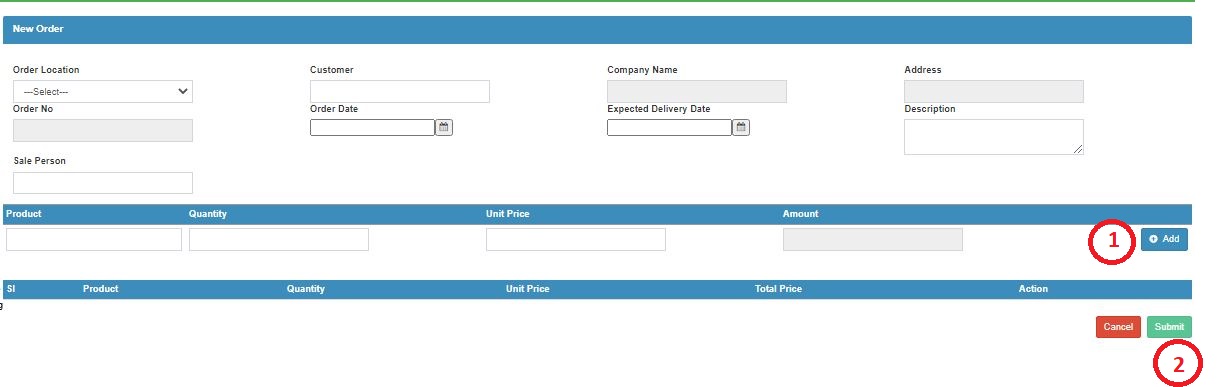 New Order
Order Location Customer Company Name Address
---Select---
Order No Order Date Expected Delivery Date Description
Sale Person
Product Quantity Unit Price Amount
1 Add
Sl Product Quantity Unit Price Total Price Action
g
Cancel Submit
2